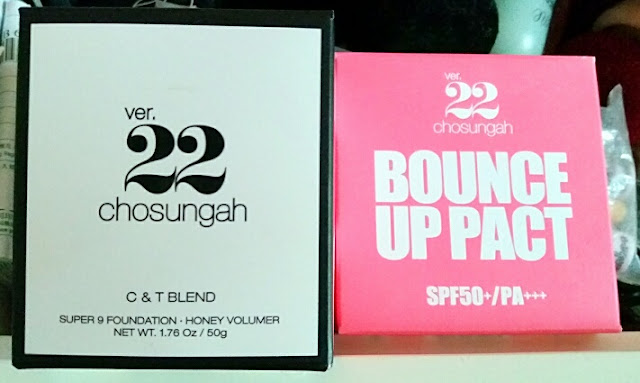 ver.
22
chosungah
C & T BLEND
SUPER 9 FOUNDATION - HONEY VOLUMER
NET WT. 1.76 Oz / 50g
ver.
22
chosungah
BOUNCE
UP PACT
SPF50+/PA+++